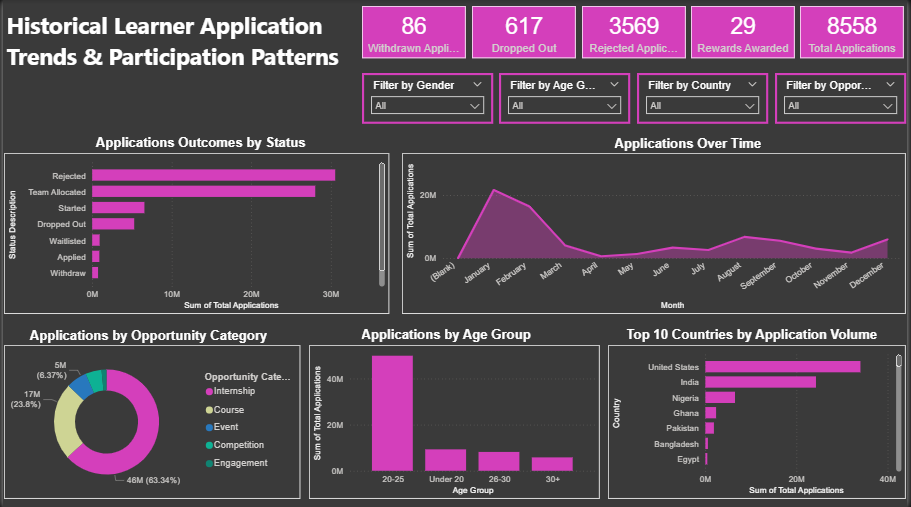 Historical Learner Application
Trends & Participation Patterns
86
Withdrawn Appli...
617
Dropped Out
3569
Rejected Applic...
29
Rewards Awarded
8558
Total Applications
Filter by Gender
All
Filter by Age G...
All
Filter by Country
All
Filter by Oppor...
All
Applications Outcomes by Status
Status Description
Rejected
Team Allocated
Started
Dropped Out
Waitlisted
Applied
Withdraw
0M 10M 20M 30M
Sum of Total Applications
Applications Over Time
Sum of Total Applications
20M
0M
(Blank) January February March April May June July August September October November December
Month
Applications by Opportunity Category
5M
(6.37%)
17M
(23.8%)
46M (63.34%)
Opportunity Cate...
Internship
Course
Event
Competition
Engagement
Applications by Age Group
Sum of Total Applications
40M
20M
0M
20-25 Under 20 26-30 30+
Age Group
Top 10 Countries by Application Volume
Country
United States
India
Nigeria
Ghana
Pakistan
Bangladesh
Egypt
0M 20M 40M
Sum of Total Applications